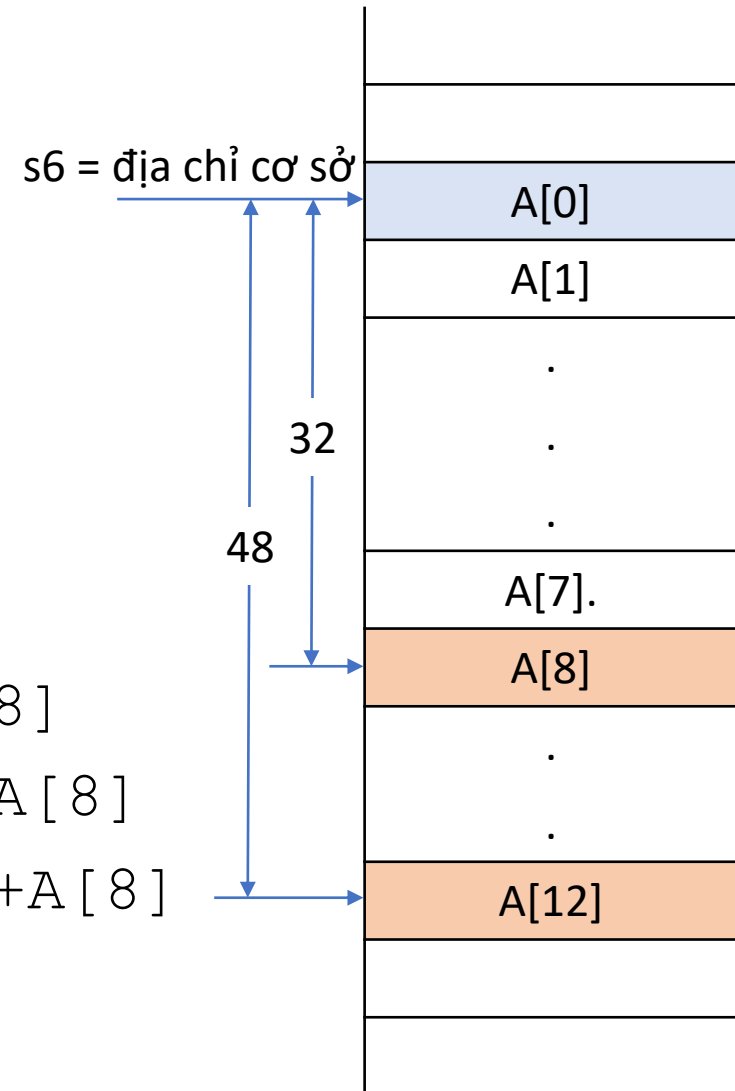 s6 = địa chỉ cơ sở
A[0]
A[1]
.
.
.
32
48
A[7].
A[8]
8]
A[8]
+A[8]
.
.
A[12]